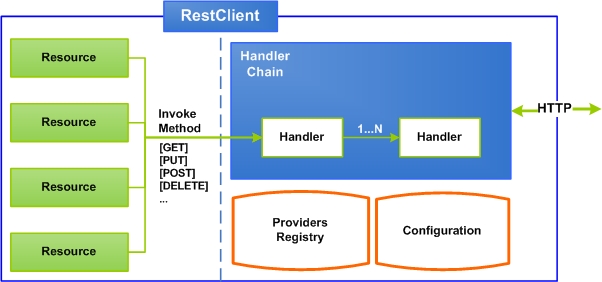 RestClient
Resource
Resource
Resource
Resource
Invoke
Method
[GET]
[PUT]
[POST]
[DELETE]
...
Handler
Chain
Handler
1...N
Handler
HTTP
Providers
Registry
Configuration